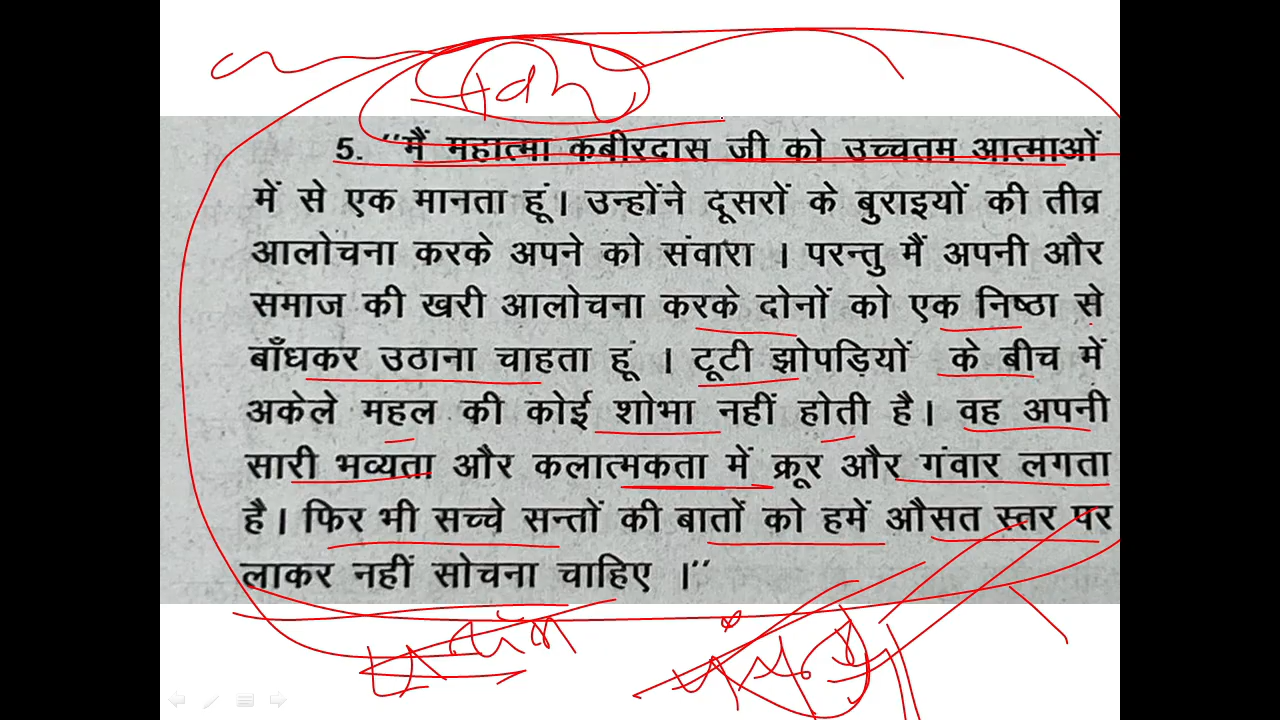 5. "मैं महात्मा कबीरदास जी को उच्चतम आत्माओं
में से एक मानता हूं। उन्होंने दूसरों के बुराइयों की तीव्र
आलोचना करके अपने को संवारा । परन्तु मैं अपनी और
समाज की खरी आलोचना करके दोनों को एक निष्ठा से
बाँधकर उठाना चाहता हूं । टूटी झोपड़ियों के बीच में
अकेले महल की कोई शोभा नहीं होती है। वह अपनी
सारी भव्यता और कलात्मकता में क्रूर और गंवार लगता
है। फिर भी सच्चे सन्तों की बातों को हमें औसत स्तर पर
लाकर नहीं सोचना चाहिए ।"